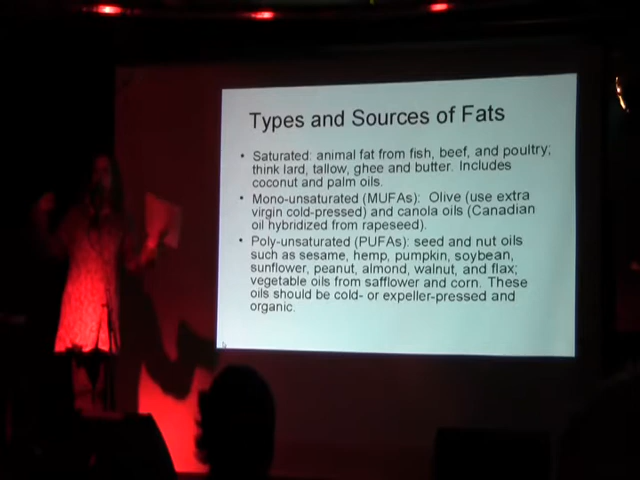 Types and Sources of Fats
• Saturated: animal fat from fish, beef, and poultry;
think lard, tallow, ghee and butter. Includes
coconut and palm oils.
• Mono-unsaturated (MUFAs): Olive (use extra
virgin cold-pressed) and canola oils (Canadian
oil hybridized from rapeseed).
• Poly-unsaturated (PUFAs): seed and nut oils
such as sesame, hemp, pumpkin, soybean,
sunflower, peanut, almond, walnut, and flax;
vegetable oils from safflower and corn. These
oils should be cold- or expeller-pressed and
organic.